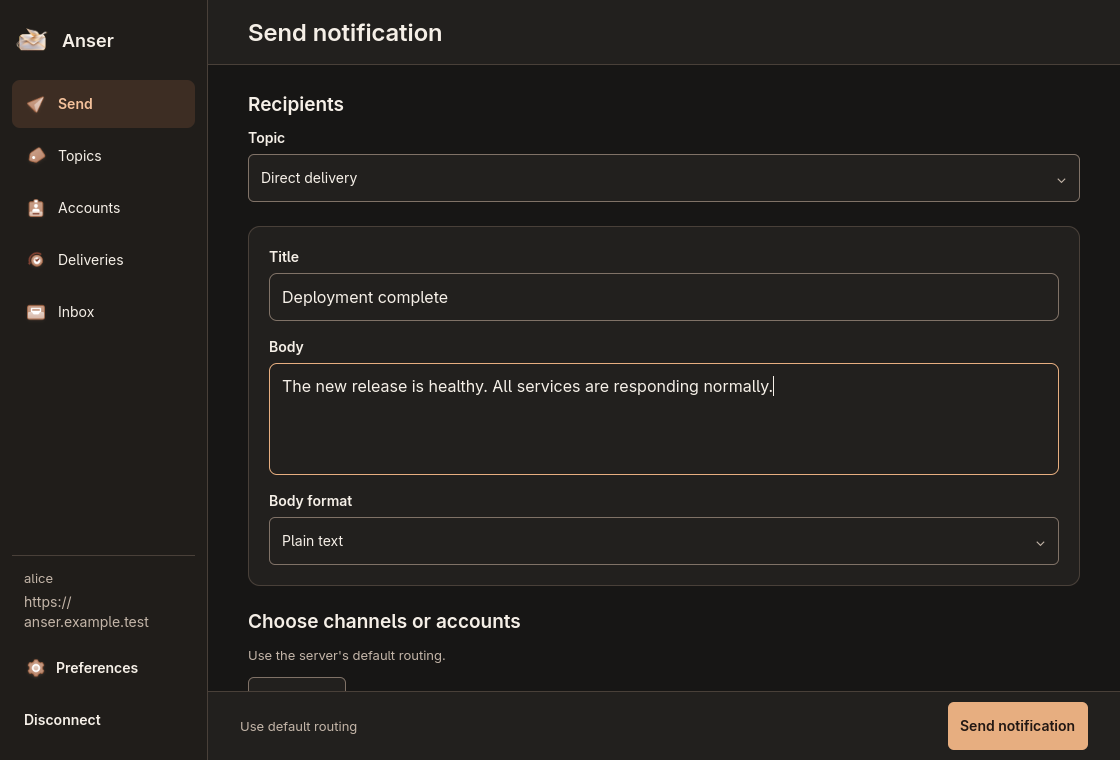 Anser
Send
Topics
Accounts
Deliveries
Inbox
alice
https://
anser.example.test
Preferences
Disconnect
Send notification
Recipients
Topic
Direct delivery
Title
Deployment complete
Body
The new release is healthy. All services are responding normally.
Body format
Plain text
Choose channels or accounts
Use the server's default routing.
Use default routing
Send notification